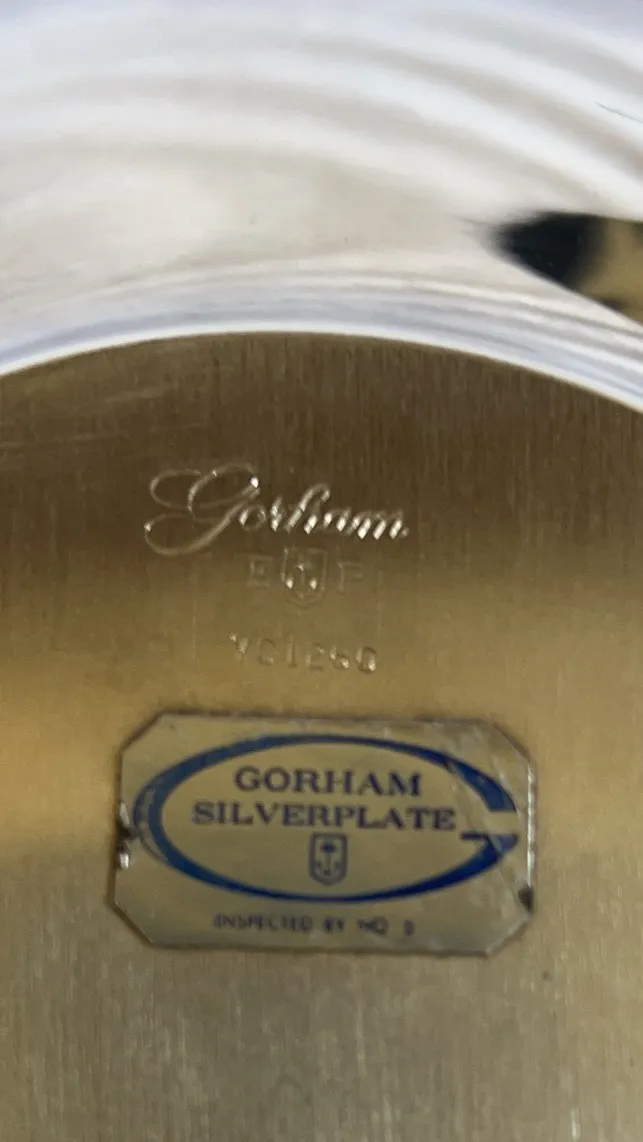 Gorham
E F
YC1260
GORHAM
SILVERPLATE
INSPECTED BY NO 3